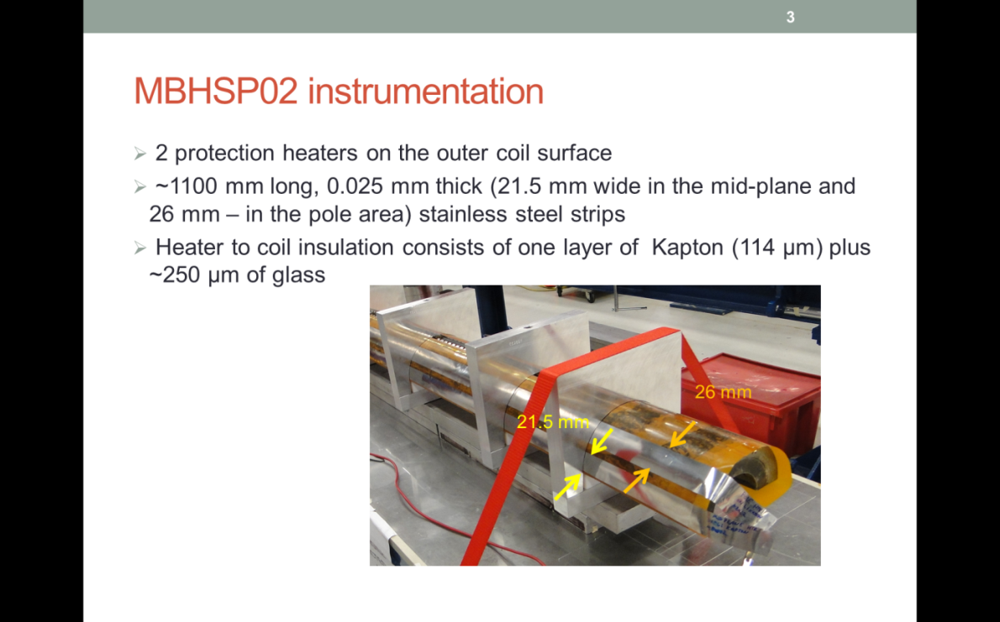 3
MBHSP02 instrumentation
➢ 2 protection heaters on the outer coil surface
➢ ~1100 mm long, 0.025 mm thick (21.5 mm wide in the mid-plane and
26 mm – in the pole area) stainless steel strips
➢ Heater to coil insulation consists of one layer of Kapton (114 µm) plus
~250 µm of glass
26 mm
21.5 mm